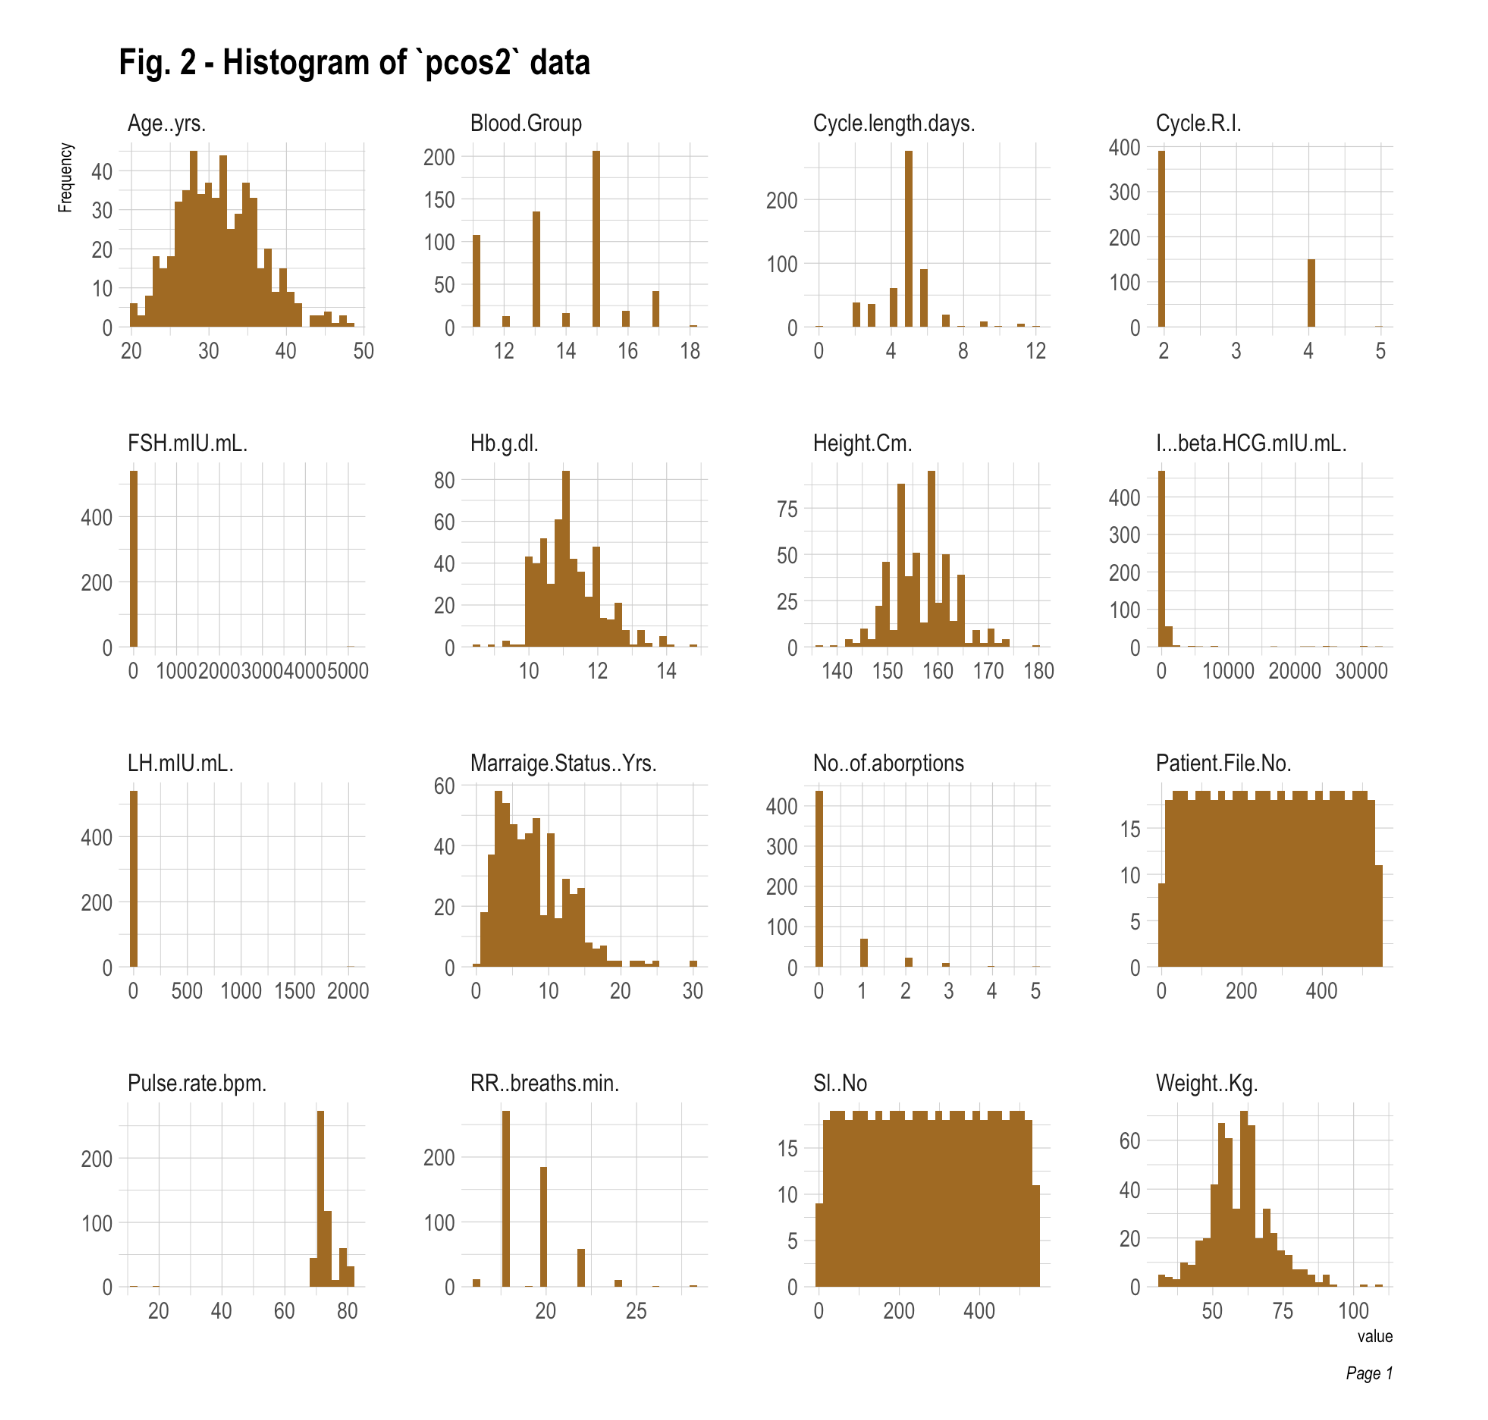 Fig. 2 - Histogram of `pcos2` data
Age..yrs. Blood.Group Cycle.length.days. Cycle.R.I.
Frequency
0 10 20 30 40
20 30 40 50
0 50 100 150 200
12 14 16 18
0 100 200
0 4 8 12
0 100 200 300 400
2 3 4 5
FSH.mIU.mL. Hb.g.dl. Height.Cm. I...beta.HCG.mIU.mL.
0 200 400
0 1000 2000 3000 4000 5000
0 20 40 60 80
10 12 14
0 25 50 75
140 150 160 170 180
0 100 200 300 400
0 10000 20000 30000
LH.mIU.mL. Marraige.Status..Yrs. No..of.aborptions Patient.File.No.
0 200 400
0 500 1000 1500 2000
0 20 40 60
0 10 20 30
0 100 200 300 400
0 1 2 3 4 5
0 5 10 15
0 200 400
Pulse.rate.bpm. RR..breaths.min. Sl..No Weight..Kg.
0 100 200
20 40 60 80
0 100 200
20 25
0 5 10 15
0 200 400
0 20 40 60
50 75 100
value
Page 1